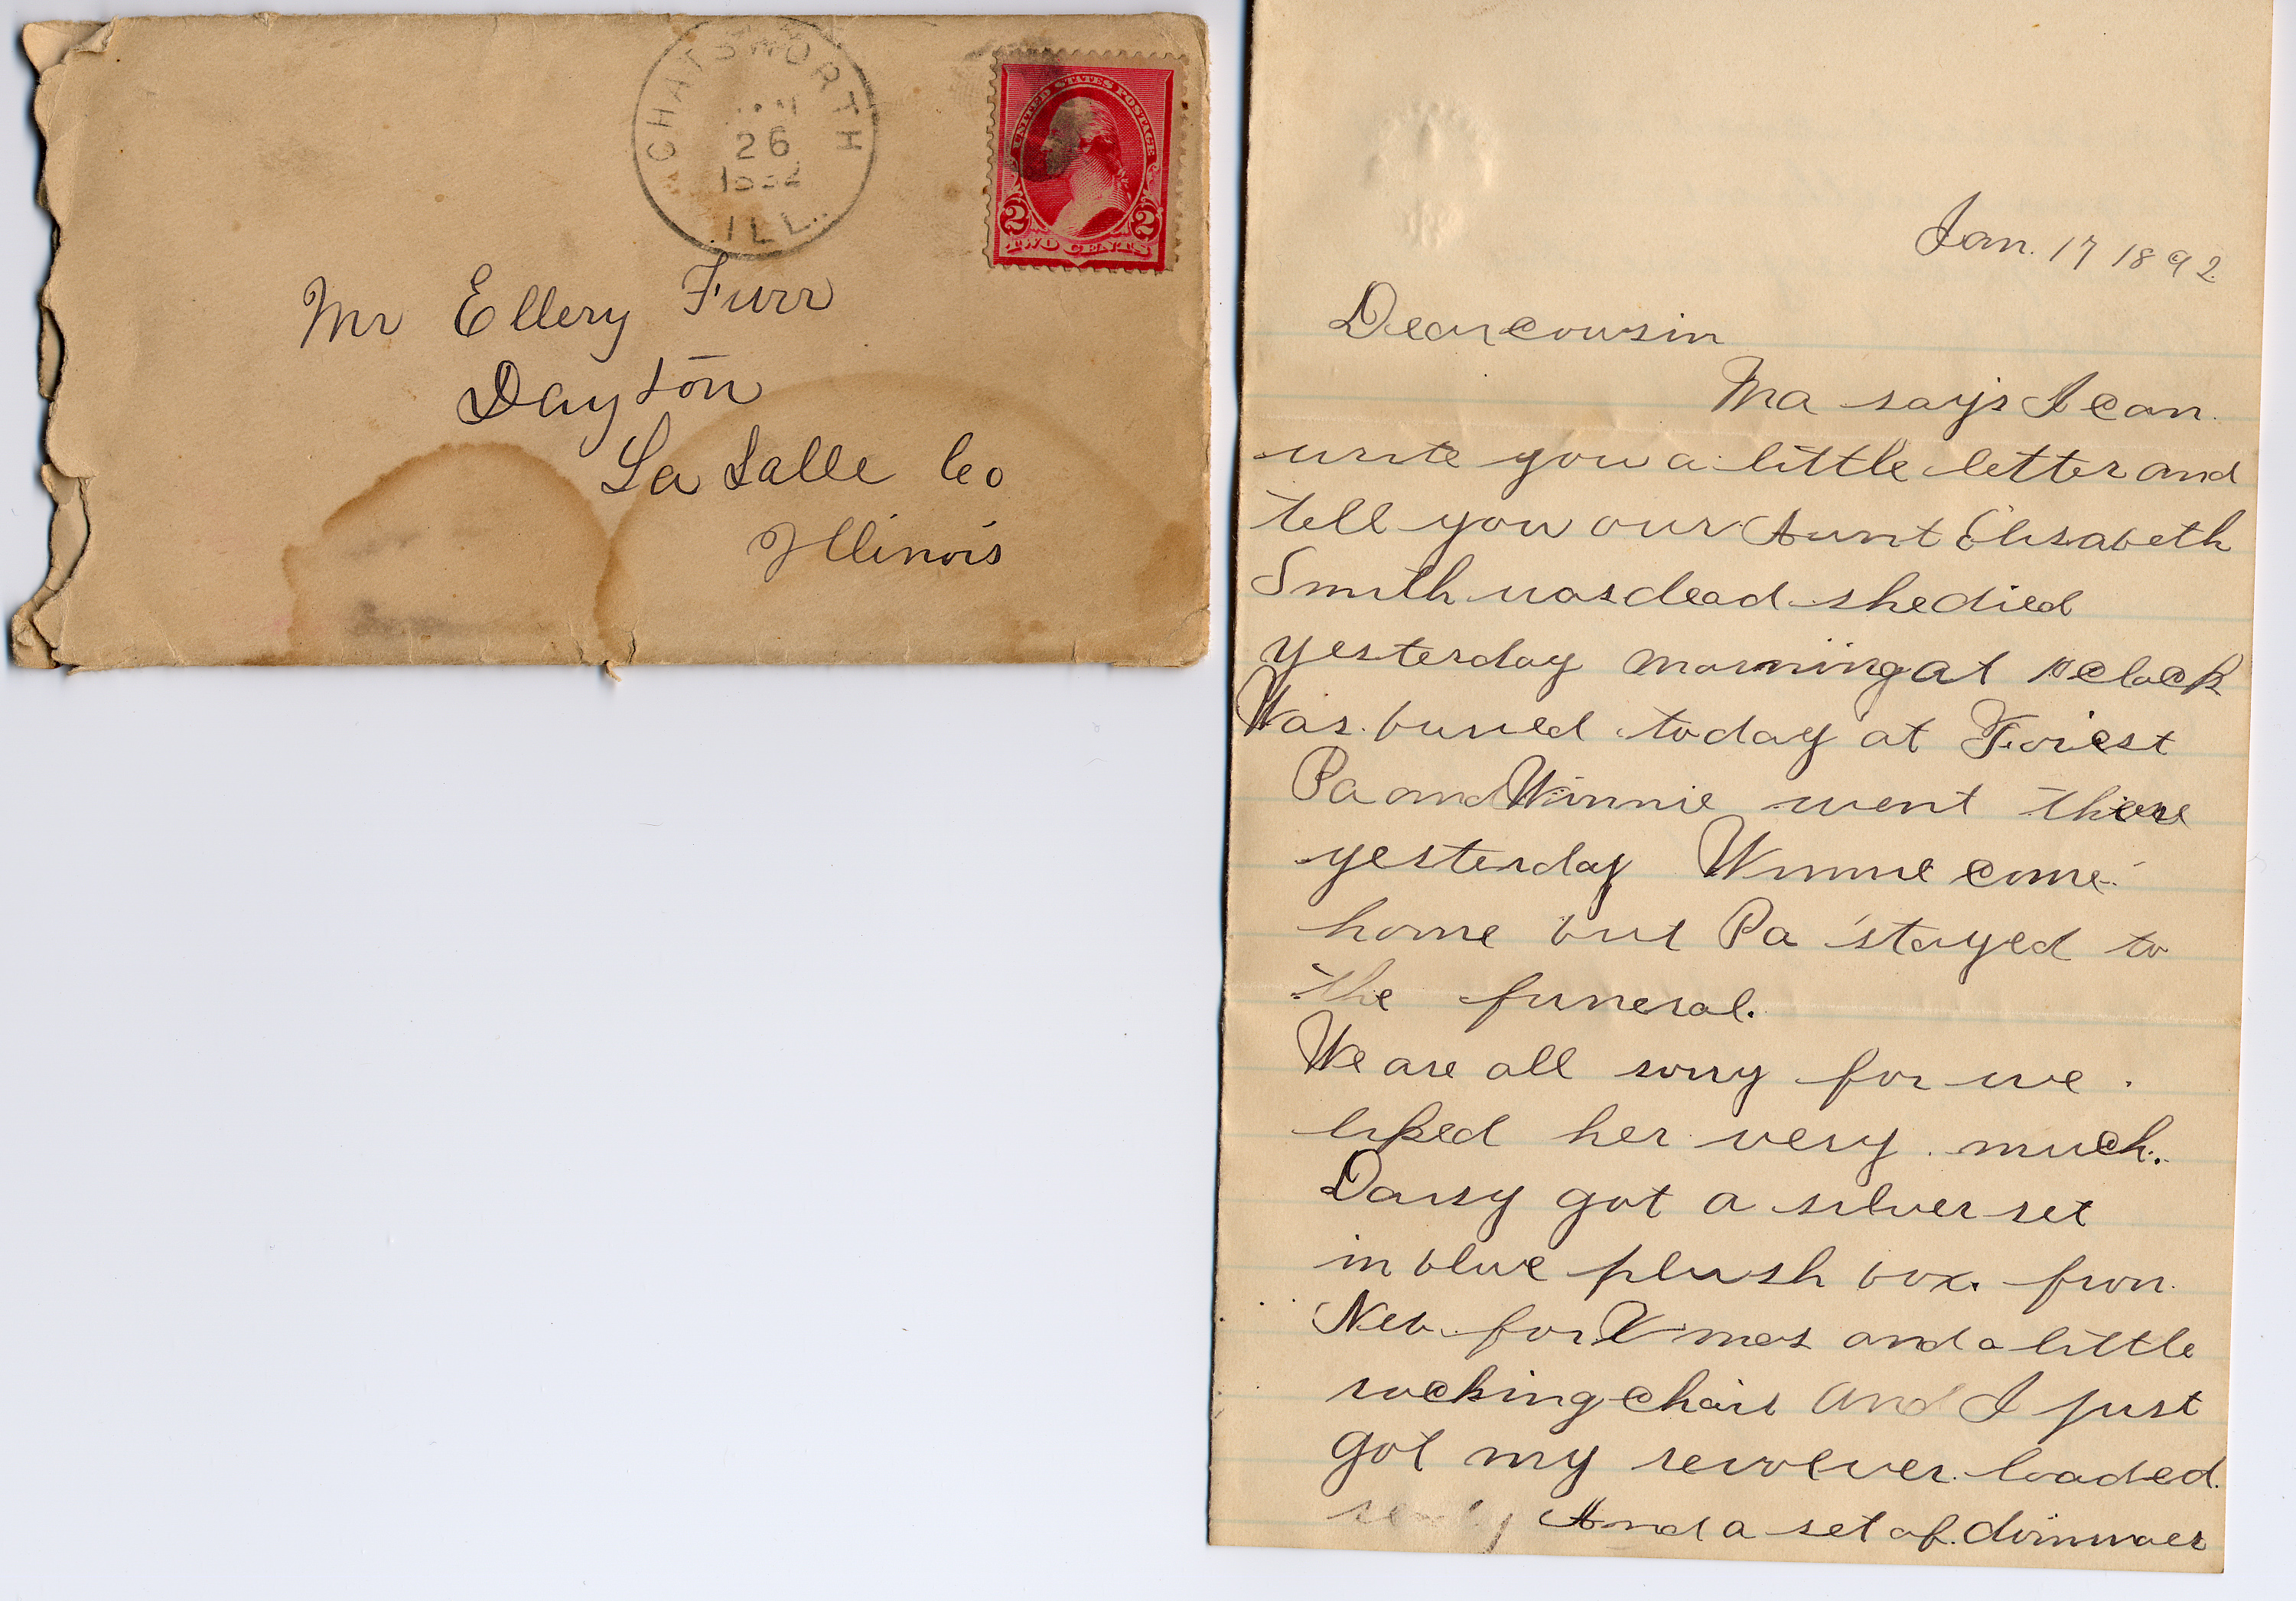 CHATSWORTH
26
ILL.
UNITED STATES POSTAGE
2 2
TWO CENTS
Mr Ellery Furr
Dayton
La Salle Co
Illinois
Jan. 17 1892.
Dear cousin
Ma says I can
write you a little letter and
tell you our Aunt Elisabeth
Smith was dead she died
yesterday morning at oclock
Was buried today at Forest
Pa and Winnie went there
yesterday Winnie come
home but Pa stayed to
the funeral.
We are all sorry for we
liked her very much.
Daisy got a silver set
in blue plush box. fron
Neb. for Xmas and a little
rocking chair and I just
got my revolver loaded.
And a set of